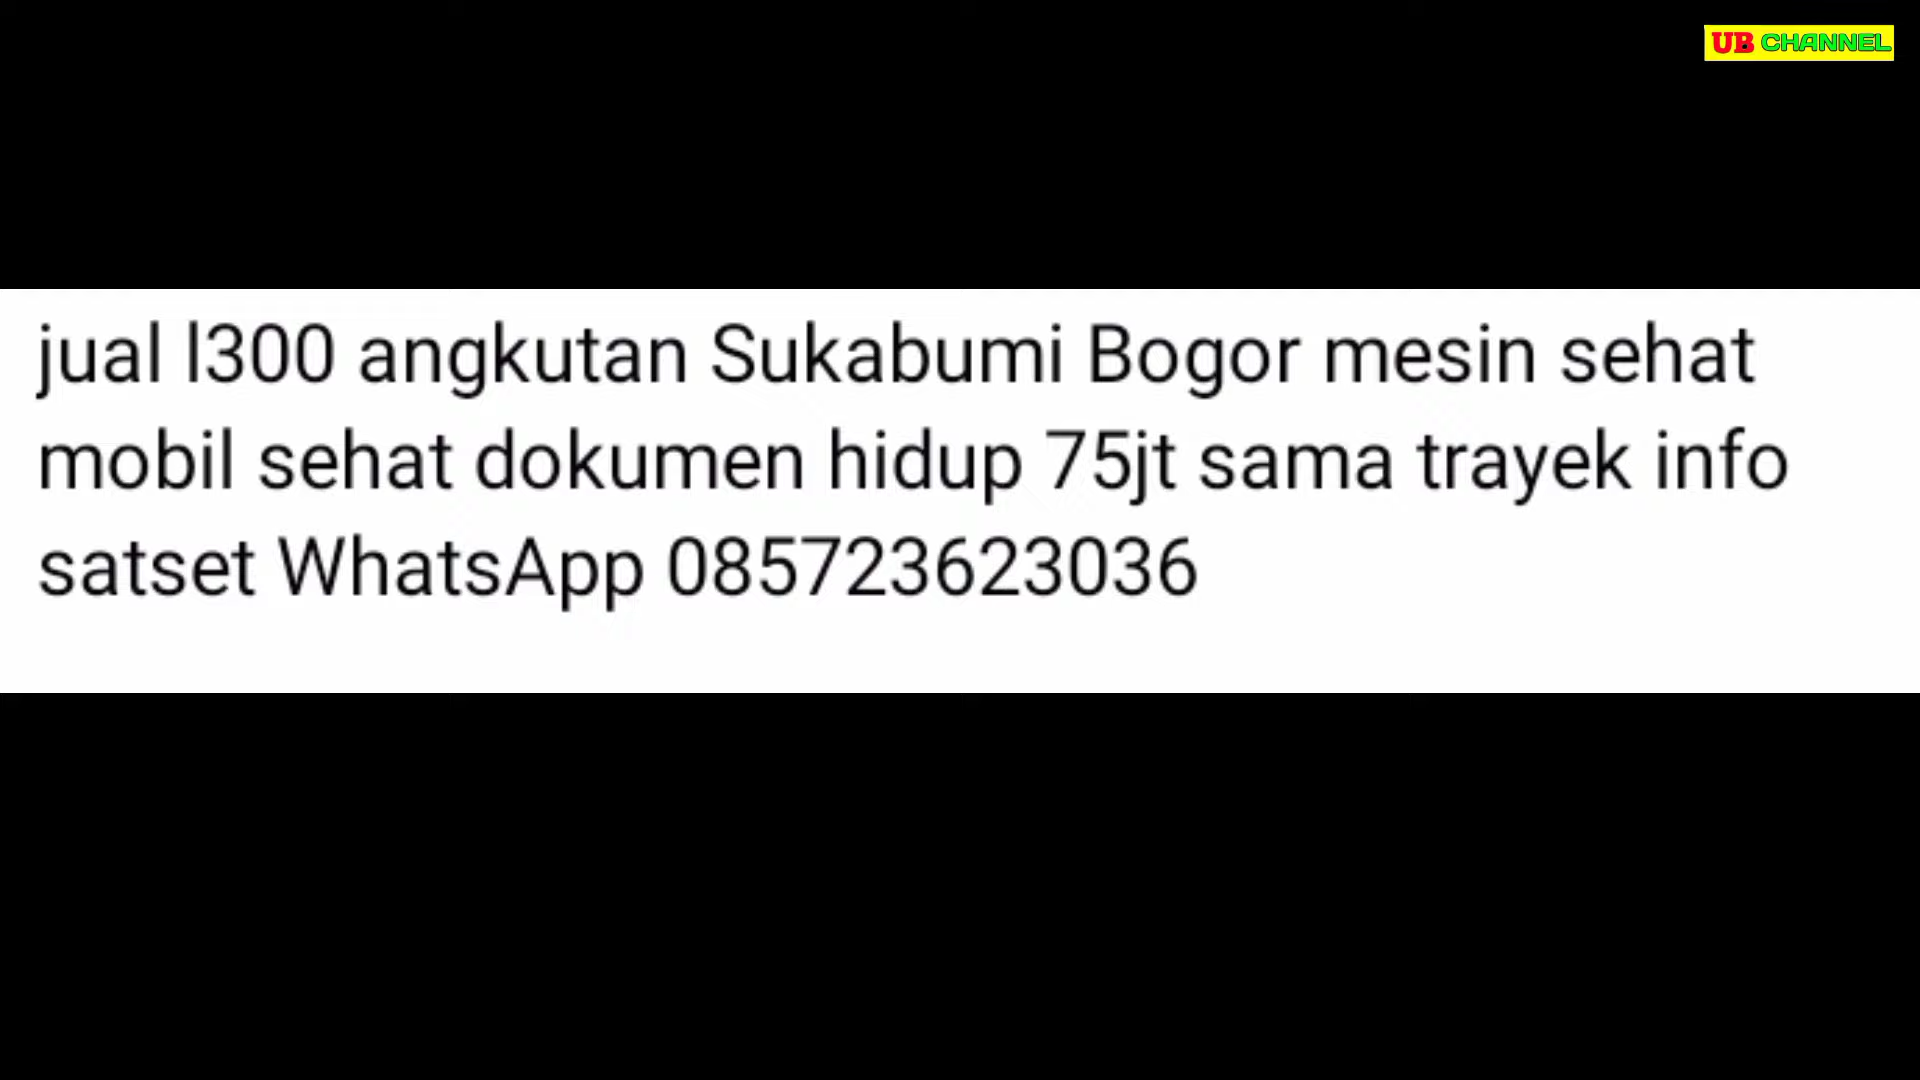 UB CHANNEL
jual l300 angkutan Sukabumi Bogor mesin sehat
mobil sehat dokumen hidup 75jt sama trayek info
satset WhatsApp 085723623036